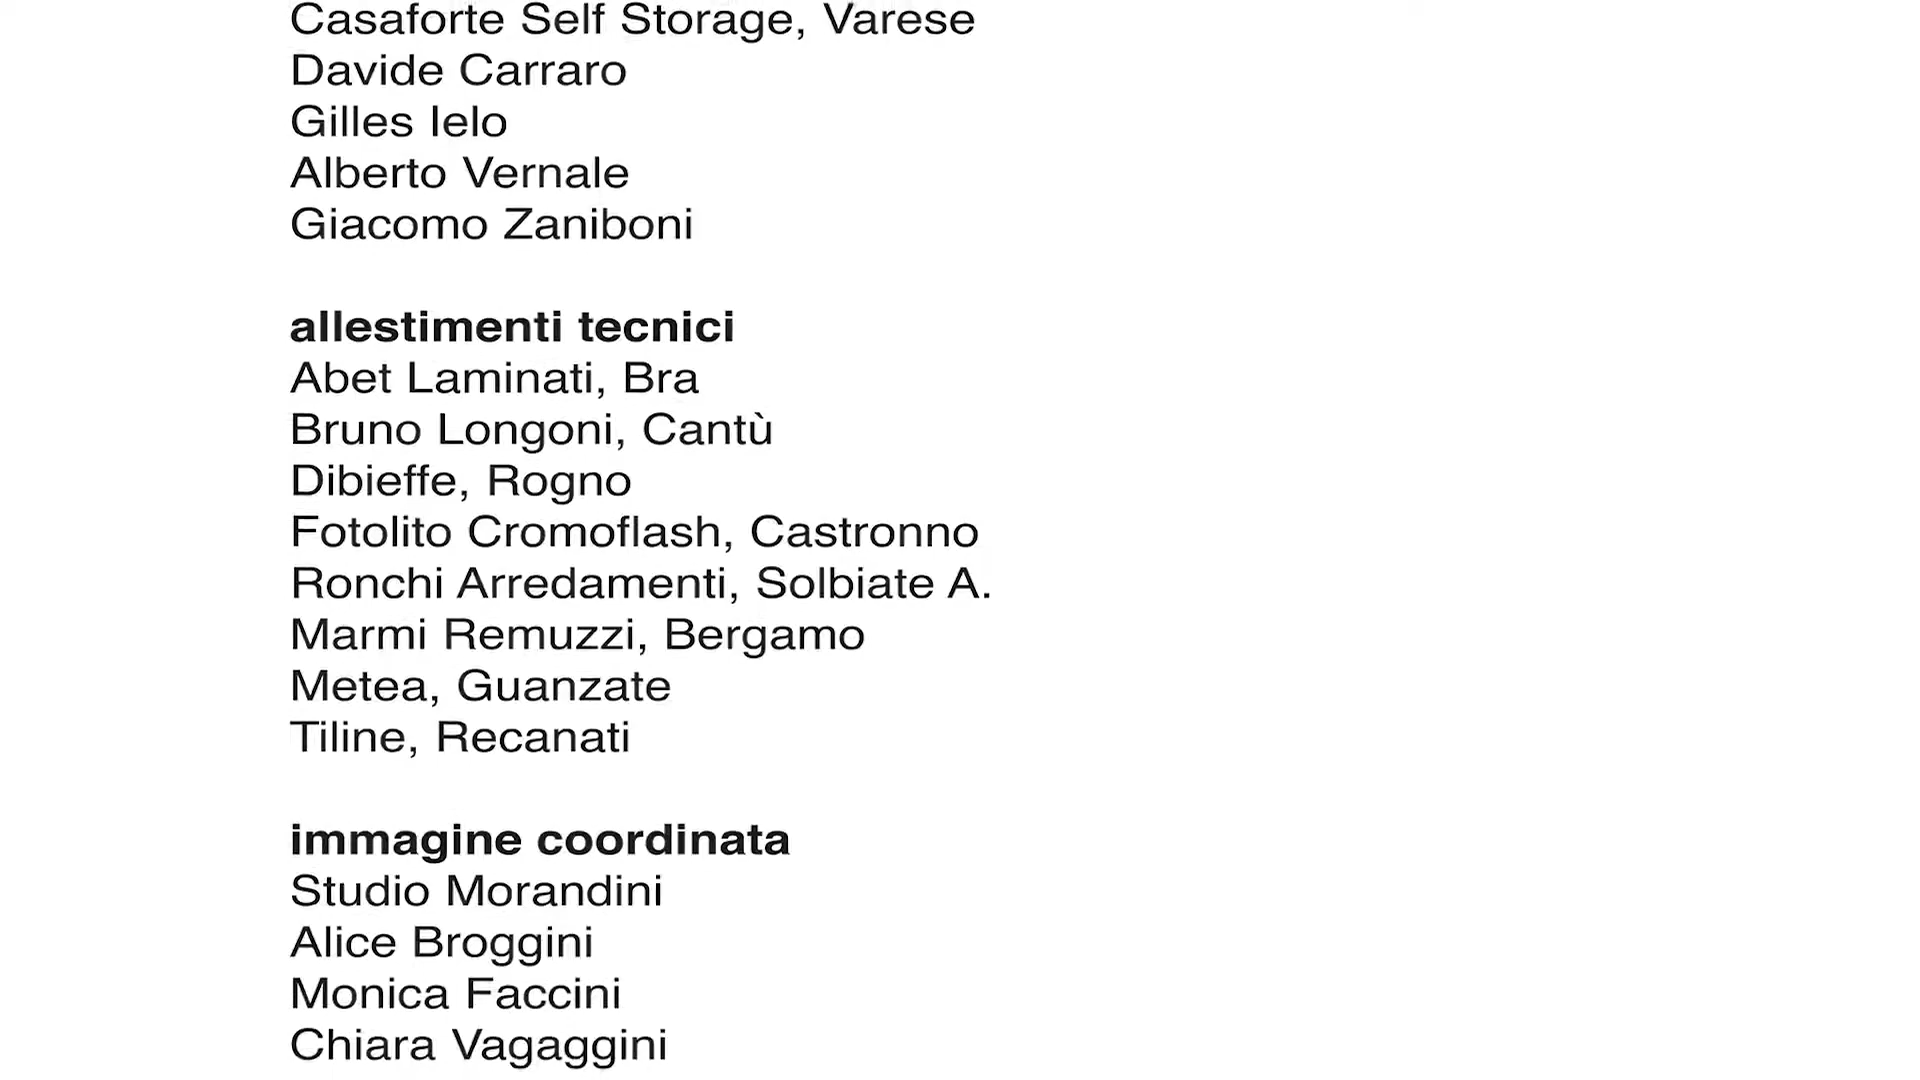 Casaforte Self Storage, Varese
Davide Carraro
Gilles Ielo
Alberto Vernale
Giacomo Zaniboni
allestimenti tecnici
Abet Laminati, Bra
Bruno Longoni, Cantù
Dibieffe, Rogno
Fotolito Cromoflash, Castronno
Ronchi Arredamenti, Solbiate A.
Marmi Remuzzi, Bergamo
Metea, Guanzate
Tiline, Recanati
immagine coordinata
Studio Morandini
Alice Broggini
Monica Faccini
Chiara Vagaggini